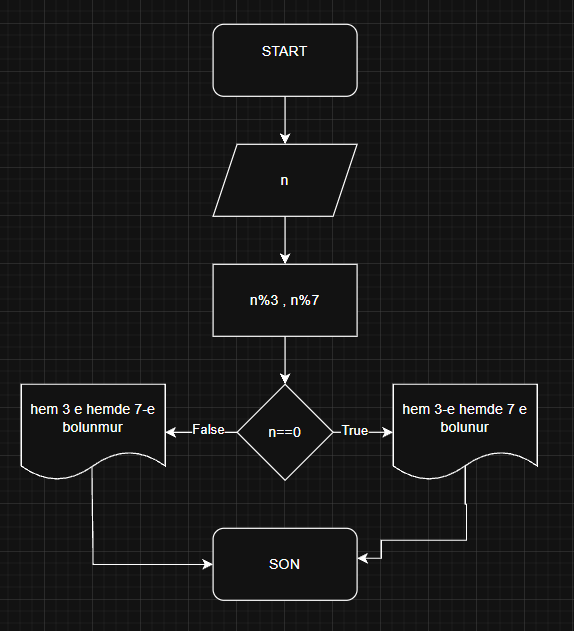 START
n
n%3 , n%7
hem 3 e hemde 7-e
bolunmur
False
n==0
True
hem 3-e hemde 7 e
bolunur
SON